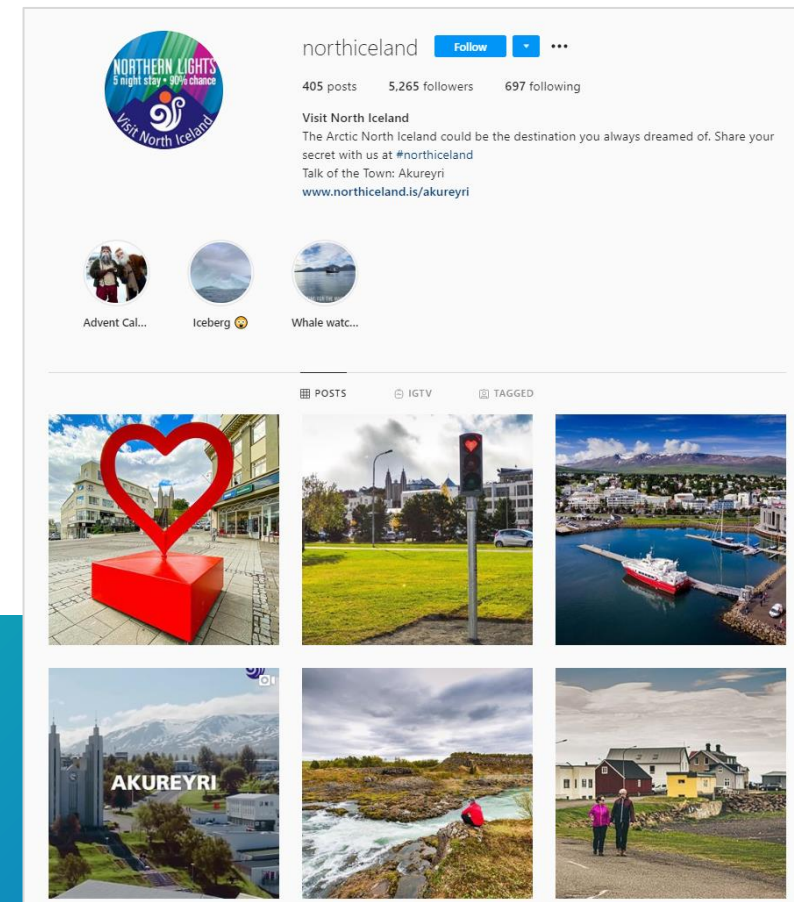 NORTHERN LIGHTS
5 night stay • 90% chance
Visit North Iceland
northiceland Follow
405 posts 5,265 followers 697 following
Visit North Iceland
The Arctic North Iceland could be the destination you always dreamed of. Share your
secret with us at #northiceland
Talk of the Town: Akureyri
www.northiceland.is/akureyri
Advent Cal... Iceberg 😲 Whale watc...
POSTS IGTV TAGGED
AKUREYRI